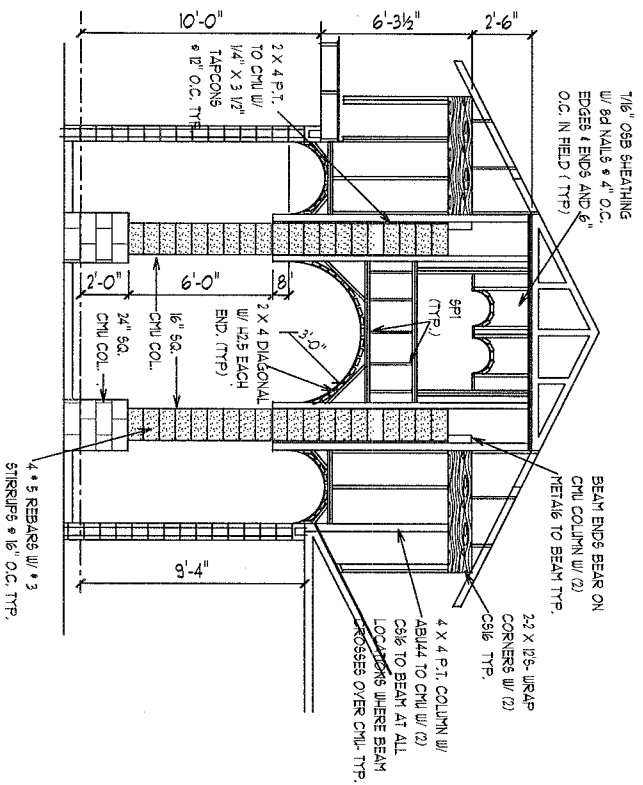 10'-0"
6'-3½"
2'-6"
7/16" OSB SHEATHING
W/ 8d NAILS @ 4" O.C.
EDGES & ENDS AND 6"
O.C. IN FIELD (TYP)
2 X 4 P.T.
TO CMU W/
1/4" X 3 1/2"
TAPCONS
@ 12" O.C. TYP
SP1
(TYP.)
2'-0"
6'-0"
8"
3'-0"
2 X 4 DIAGONAL
W/ H2.5 EACH
END. (TYP)
16" SQ.
CMU COL.
24" SQ.
CMU COL.
4 # 5 REBARS W/ # 3
STIRRUPS @ 16" O.C. TYP.
9'-4"
BEAM ENDS BEAR ON
CMU COLUMN W/ (2)
META16 TO BEAM TYP.
2-2 X 12'S- WRAP
CORNERS W/ (2)
CS16 TYP.
4 X 4 P.T. COLUMN W/
ABU44 TO CMU W/ (2)
CS16 TO BEAM AT ALL
LOCATIONS WHERE BEAM
CROSSES OVER CMU- TYP.